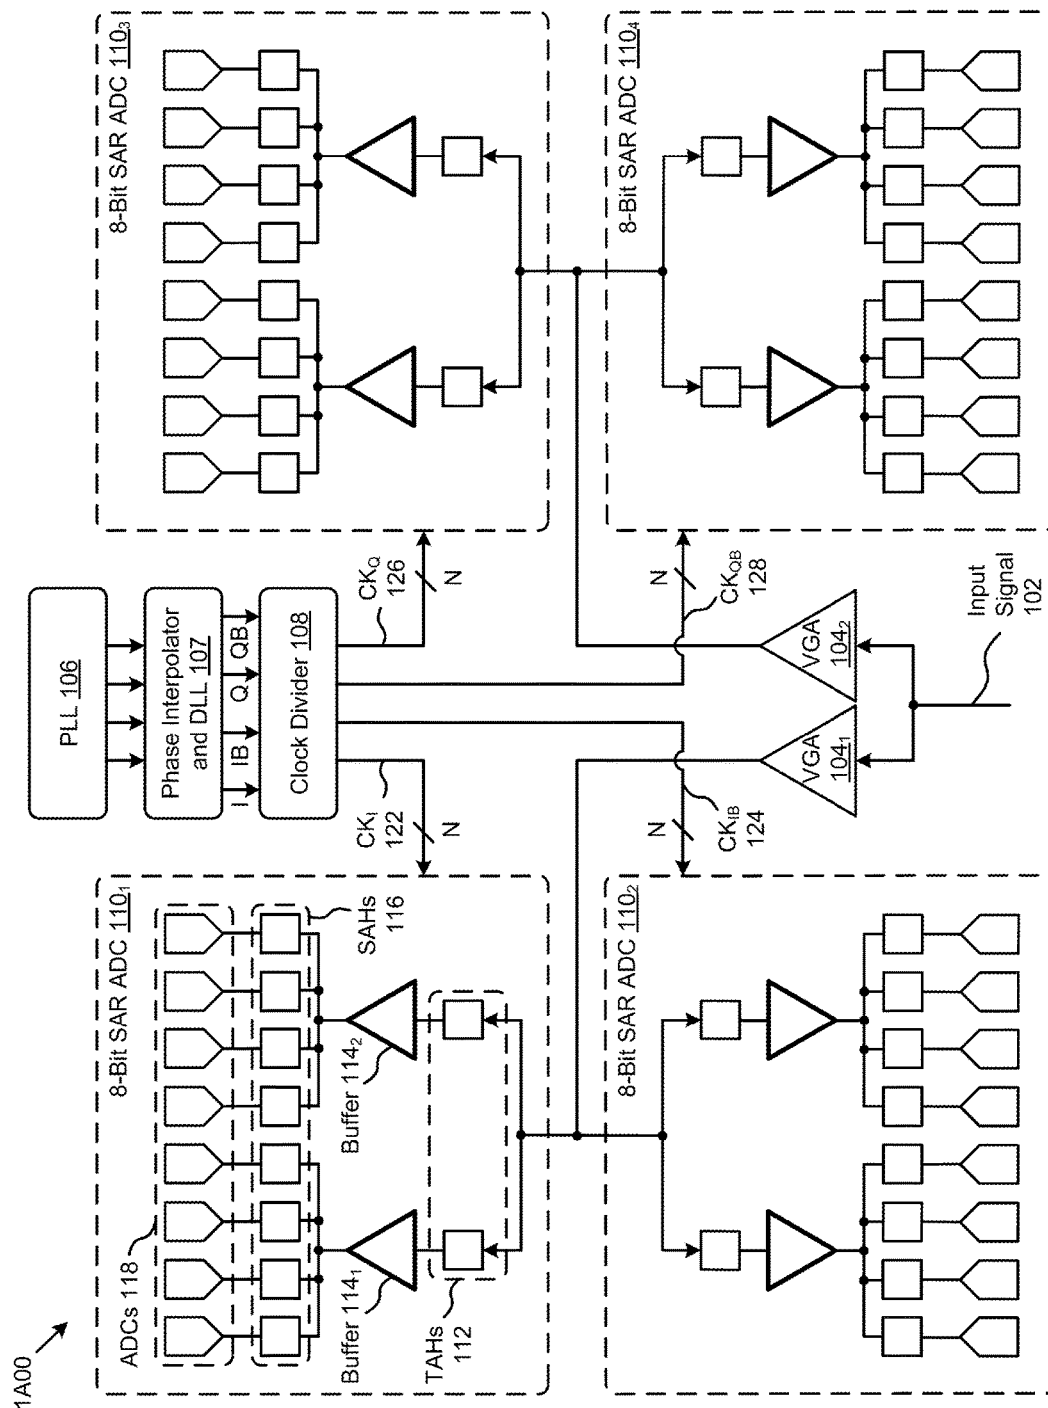 1A00
8-Bit SAR ADC 110₁
ADCs 118
SAHs
116
Buffer 114₁
Buffer 114₂
TAHs
112
8-Bit SAR ADC 110₂
PLL 106
Phase Interpolator
and DLL 107
I
IB
Q
QB
Clock Divider 108
CK_I
122
N
CK_Q
126
N
CK_IB
124
N
CK_QB
128
N
VGA
104₁
VGA
104₂
Input
Signal
102
8-Bit SAR ADC 110₃
8-Bit SAR ADC 110₄